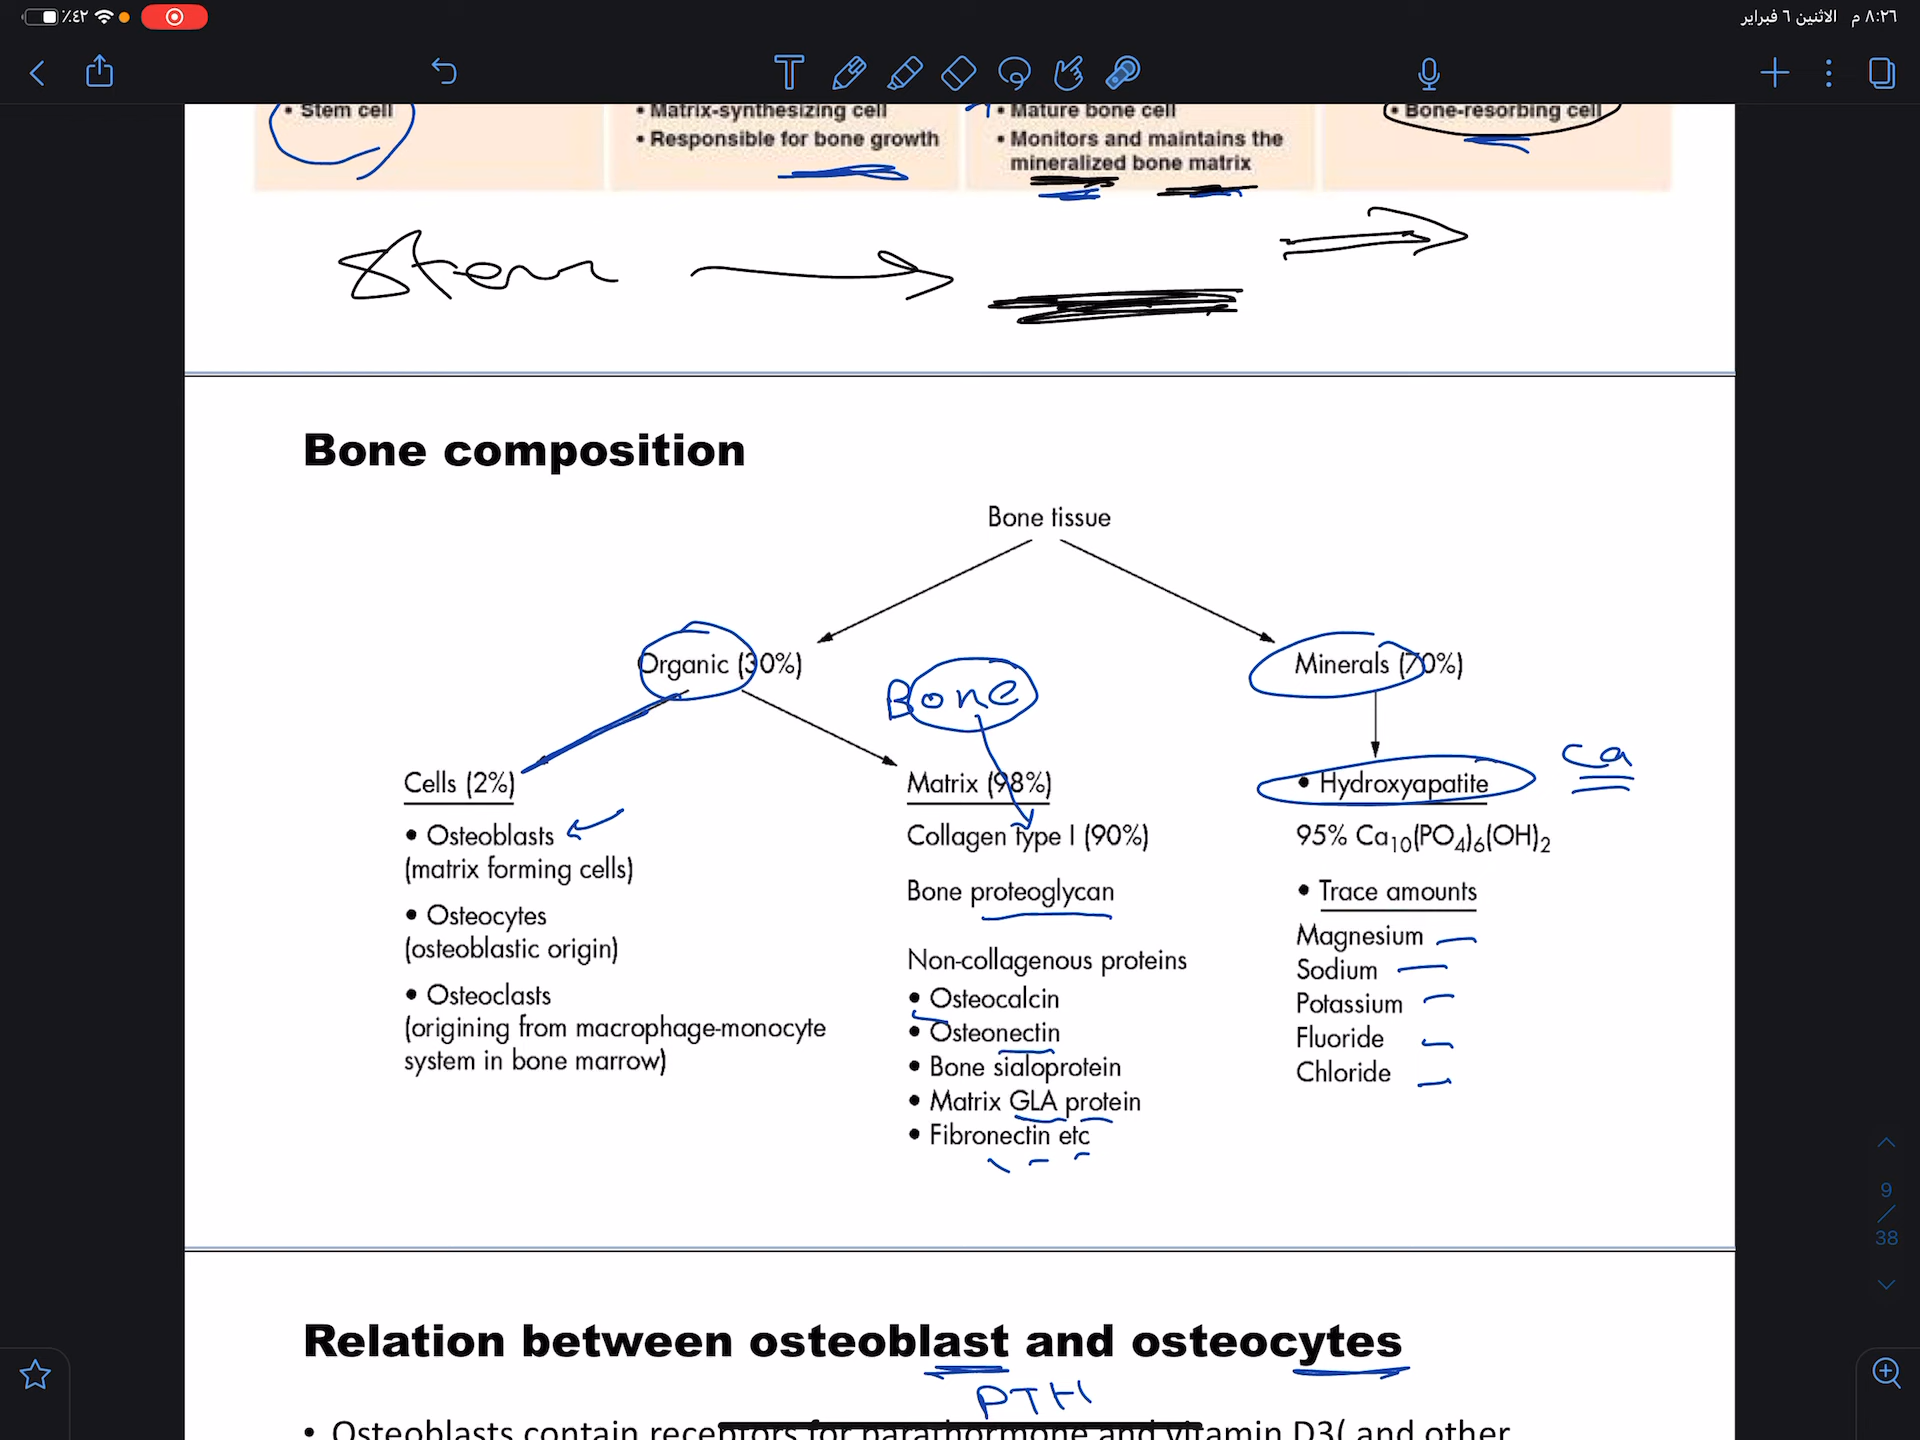 ٪٤٢
٨:٢٦ م الاثنين ٦ فبراير
• Stem cell
• Matrix-synthesizing cell
• Responsible for bone growth
• Mature bone cell
• Monitors and maintains the
mineralized bone matrix
• Bone-resorbing cell
Stem
Bone composition
Bone tissue
Organic (30%)
Minerals (70%)
Bone
Cells (2%)
• Osteoblasts
(matrix forming cells)
• Osteocytes
(osteoblastic origin)
• Osteoclasts
(origining from macrophage-monocyte
system in bone marrow)
Matrix (98%)
Collagen type I (90%)
Bone proteoglycan
Non-collagenous proteins
• Osteocalcin
• Osteonectin
• Bone sialoprotein
• Matrix GLA protein
• Fibronectin etc
• Hydroxyapatite
Ca
95% Ca₁₀(PO₄)₆(OH)₂
• Trace amounts
Magnesium
Sodium
Potassium
Fluoride
Chloride
9
/
38
Relation between osteoblast and osteocytes
PTH
• Osteoblasts contain receptors for parathormone and vitamin D3( and other